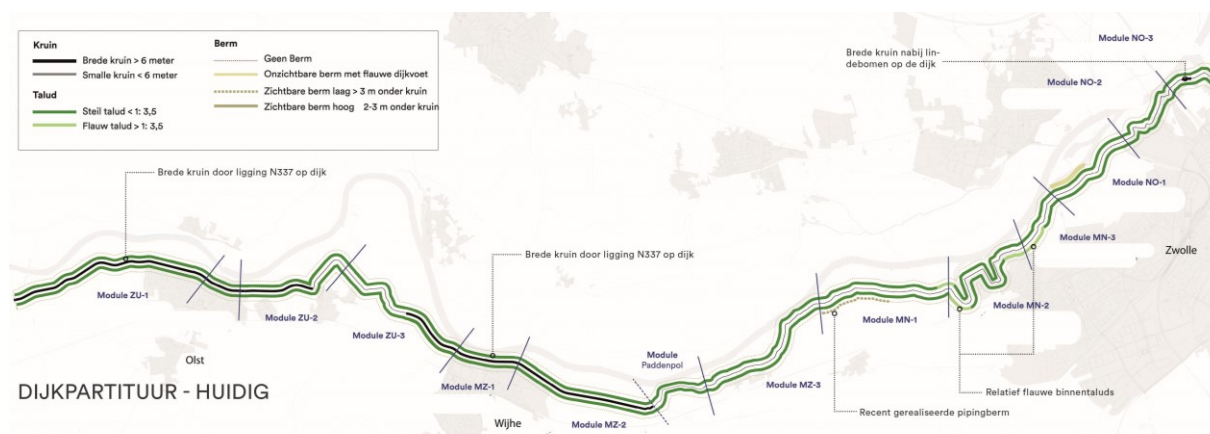 Kruin
Brede kruin > 6 meter
Smalle kruin < 6 meter
Talud
Steil talud < 1: 3,5
Flauw talud > 1: 3,5
Berm
Geen Berm
Onzichtbare berm met flauwe dijkvoet
Zichtbare berm laag > 3 m onder kruin
Zichtbare berm hoog 2-3 m onder kruin
Module NO-3
Brede kruin nabij lin-
debomen op de dijk
Module NO-2
Brede kruin door ligging N337 op dijk
Module NO-1
Module MN-3
Zwolle
Brede kruin door ligging N337 op dijk
Module ZU-1
Module ZU-2
Module MN-2
Module MN-1
Module ZU-3
Olst
Module
Paddenpol
Module MZ-1
Module MZ-3
DIJKPARTITUUR - HUIDIG
Relatief flauwe binnentaluds
Recent gerealiseerde pipingberm
Wijhe
Module MZ-2